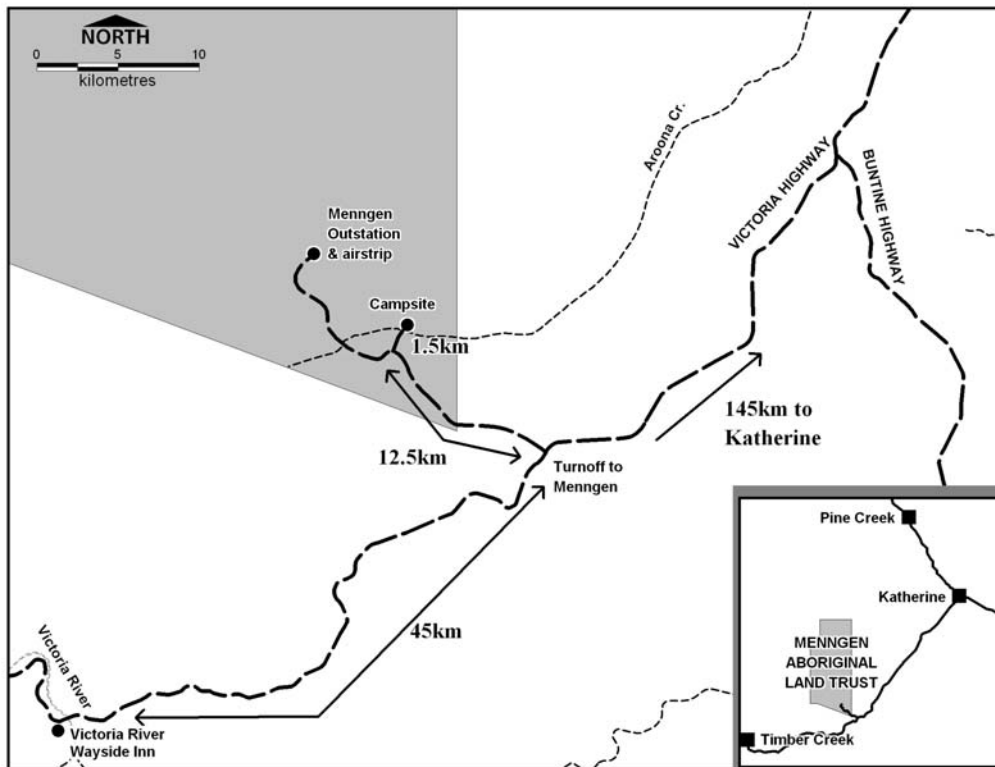 NORTH
0 5 10
kilometres
Aroona Cr.
VICTORIA HIGHWAY
BUNTINE HIGHWAY
Menngen
Outstation
& airstrip
Campsite
1.5km
145km to
Katherine
12.5km
Turnoff to
Menngen
45km
Victoria River
Victoria River
Wayside Inn
Pine Creek
Katherine
MENNGEN
ABORIGINAL
LAND TRUST
Timber Creek